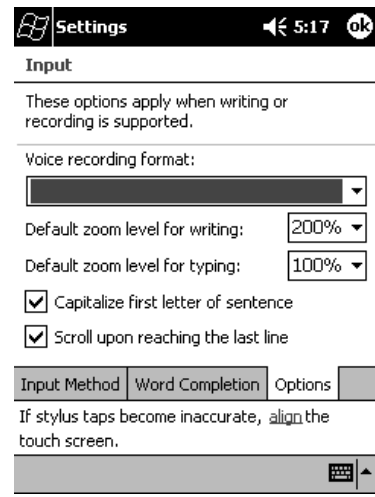 Settings 5:17 ok
Input
These options apply when writing or
recording is supported.
Voice recording format:
Default zoom level for writing: 200%
Default zoom level for typing: 100%
Capitalize first letter of sentence
Scroll upon reaching the last line
Input Method Word Completion Options
If stylus taps become inaccurate, align the
touch screen.